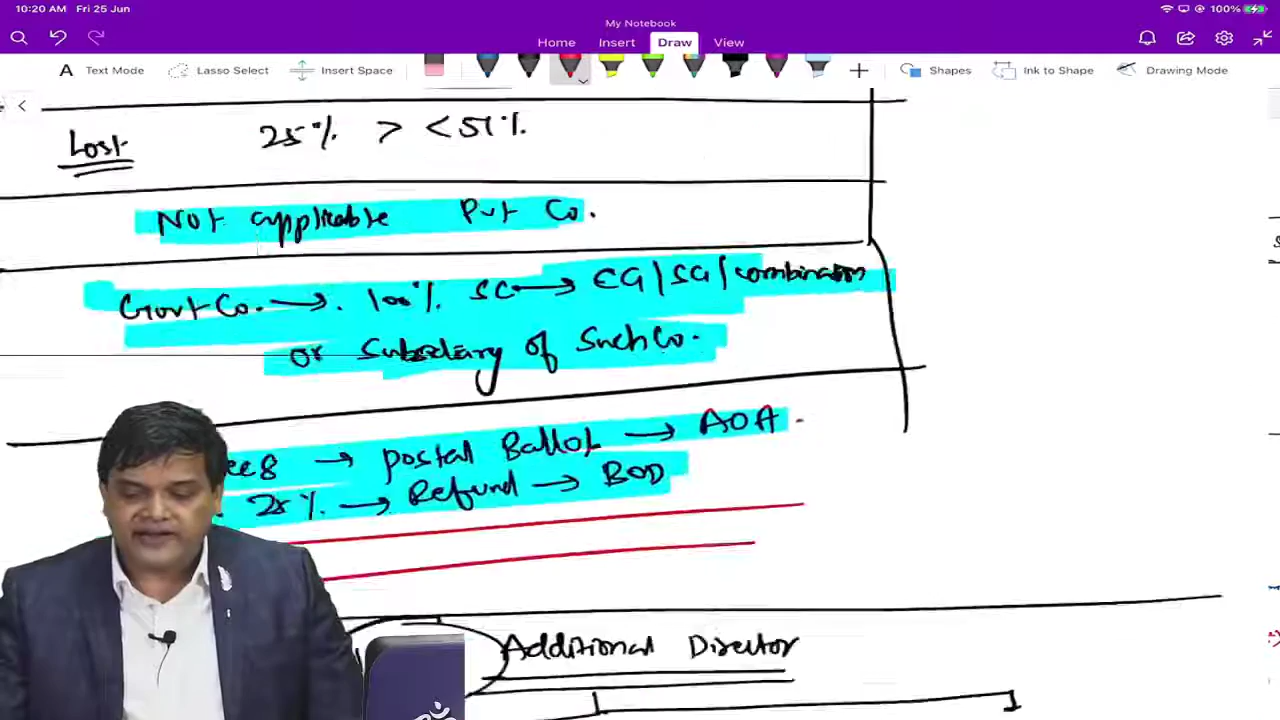 10:20 AM Fri 25 Jun
100%
My Notebook
Home Insert Draw View
A Text Mode Lasso Select Insert Space Shapes Ink to Shape Drawing Mode
Lost 25% > <51%
Not applicable Pvt Co.
Govt Co. → 100% SC → CG/SG/combination
or Subsidiary of Such Co.
→ postal Ballot → AOA.
25% → Refund → BOD
Additional Director